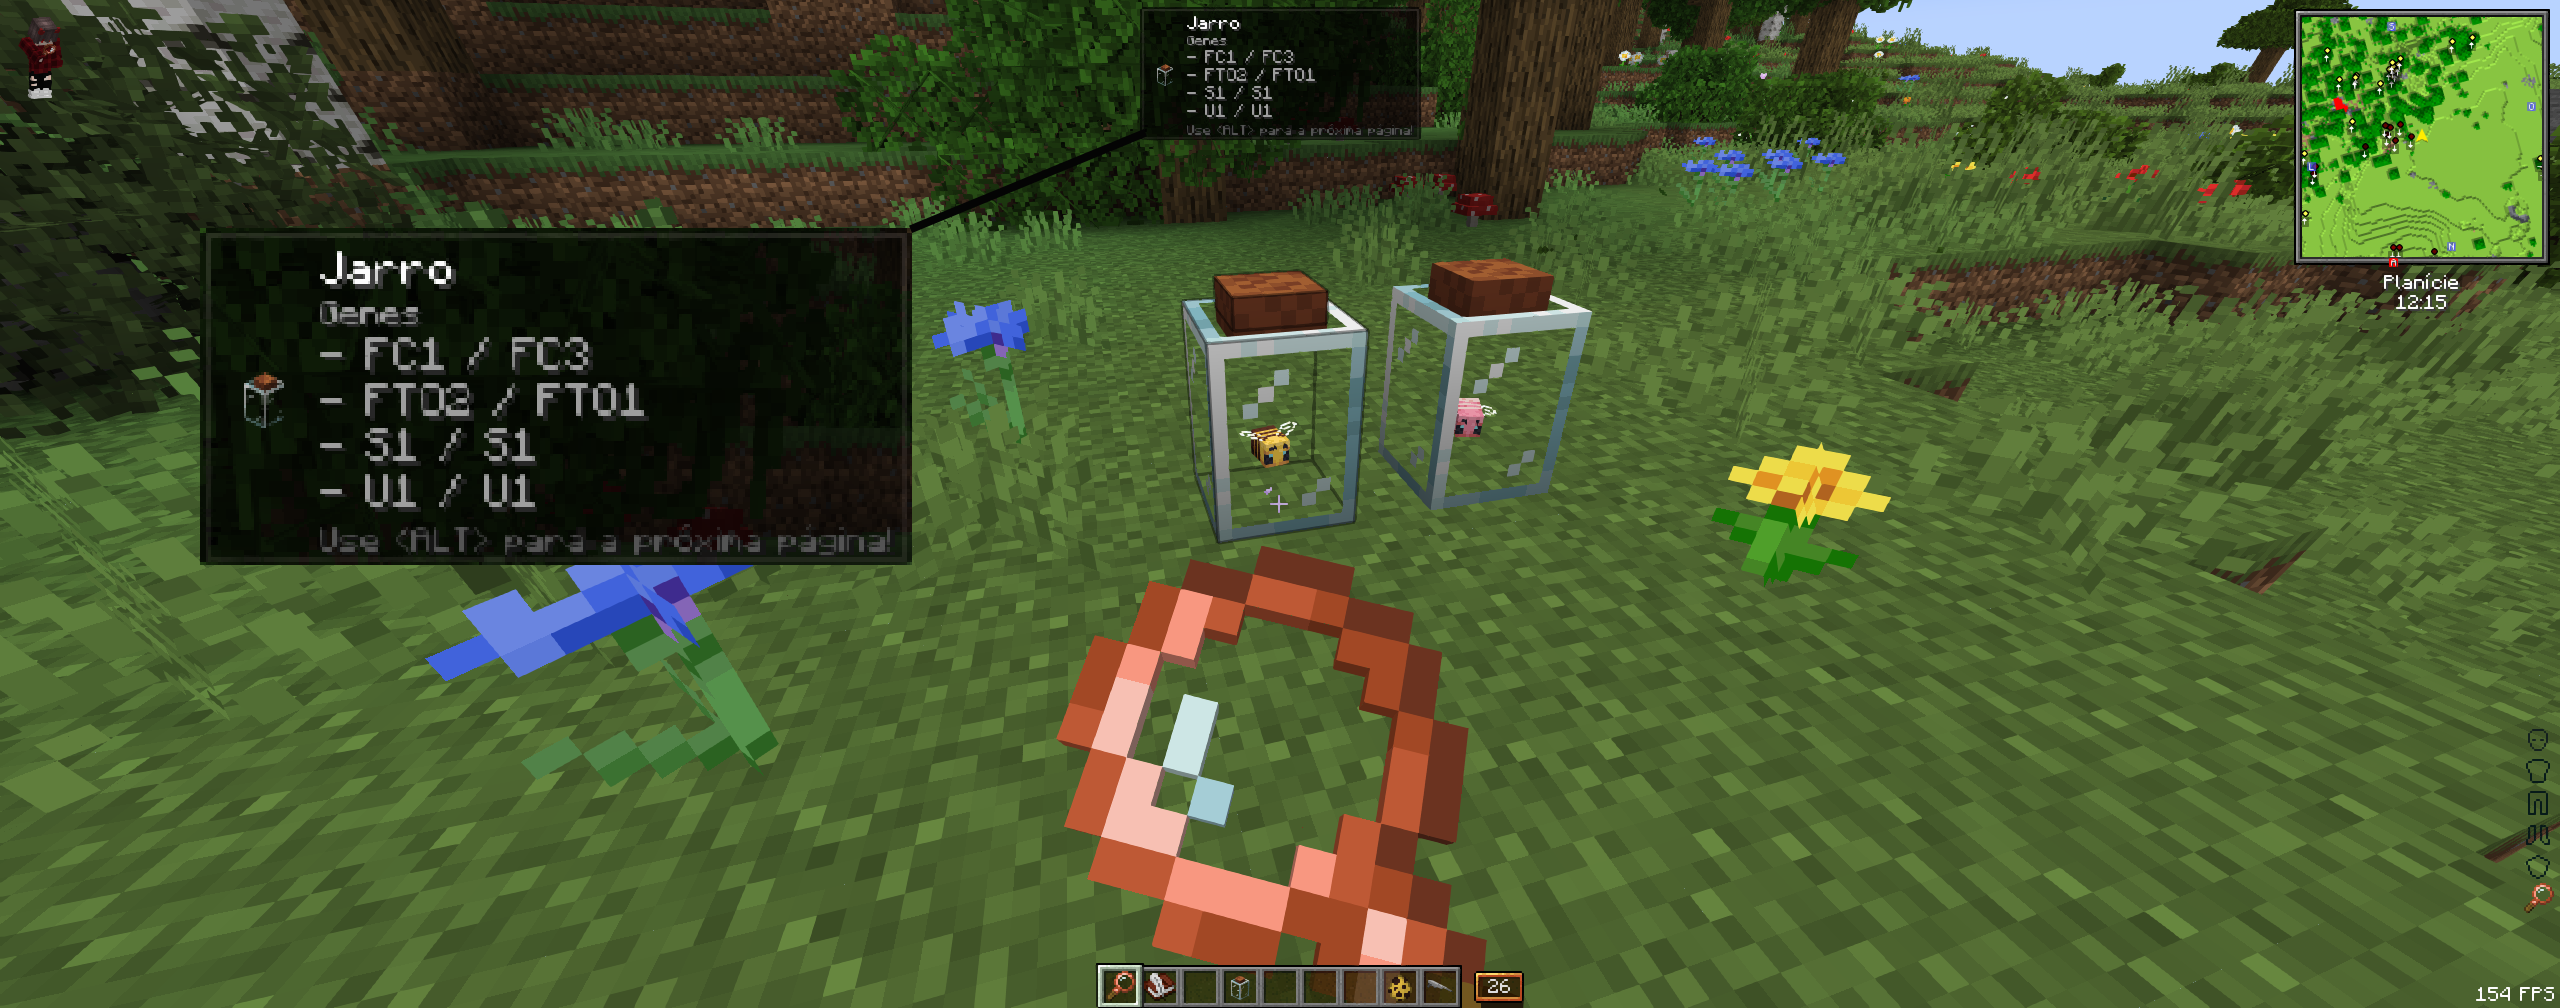 Jarro
Genes
- FC1 / FC3
- FT02 / FT01
- S1 / S1
- U1 / U1
Use <ALT> para a próxima página!
Jarro
Genes
- FC1 / FC3
- FT02 / FT01
- S1 / S1
- U1 / U1
Use <ALT> para a próxima página!
S
O
L
N
11
Planície
12:15
26
154 FPS